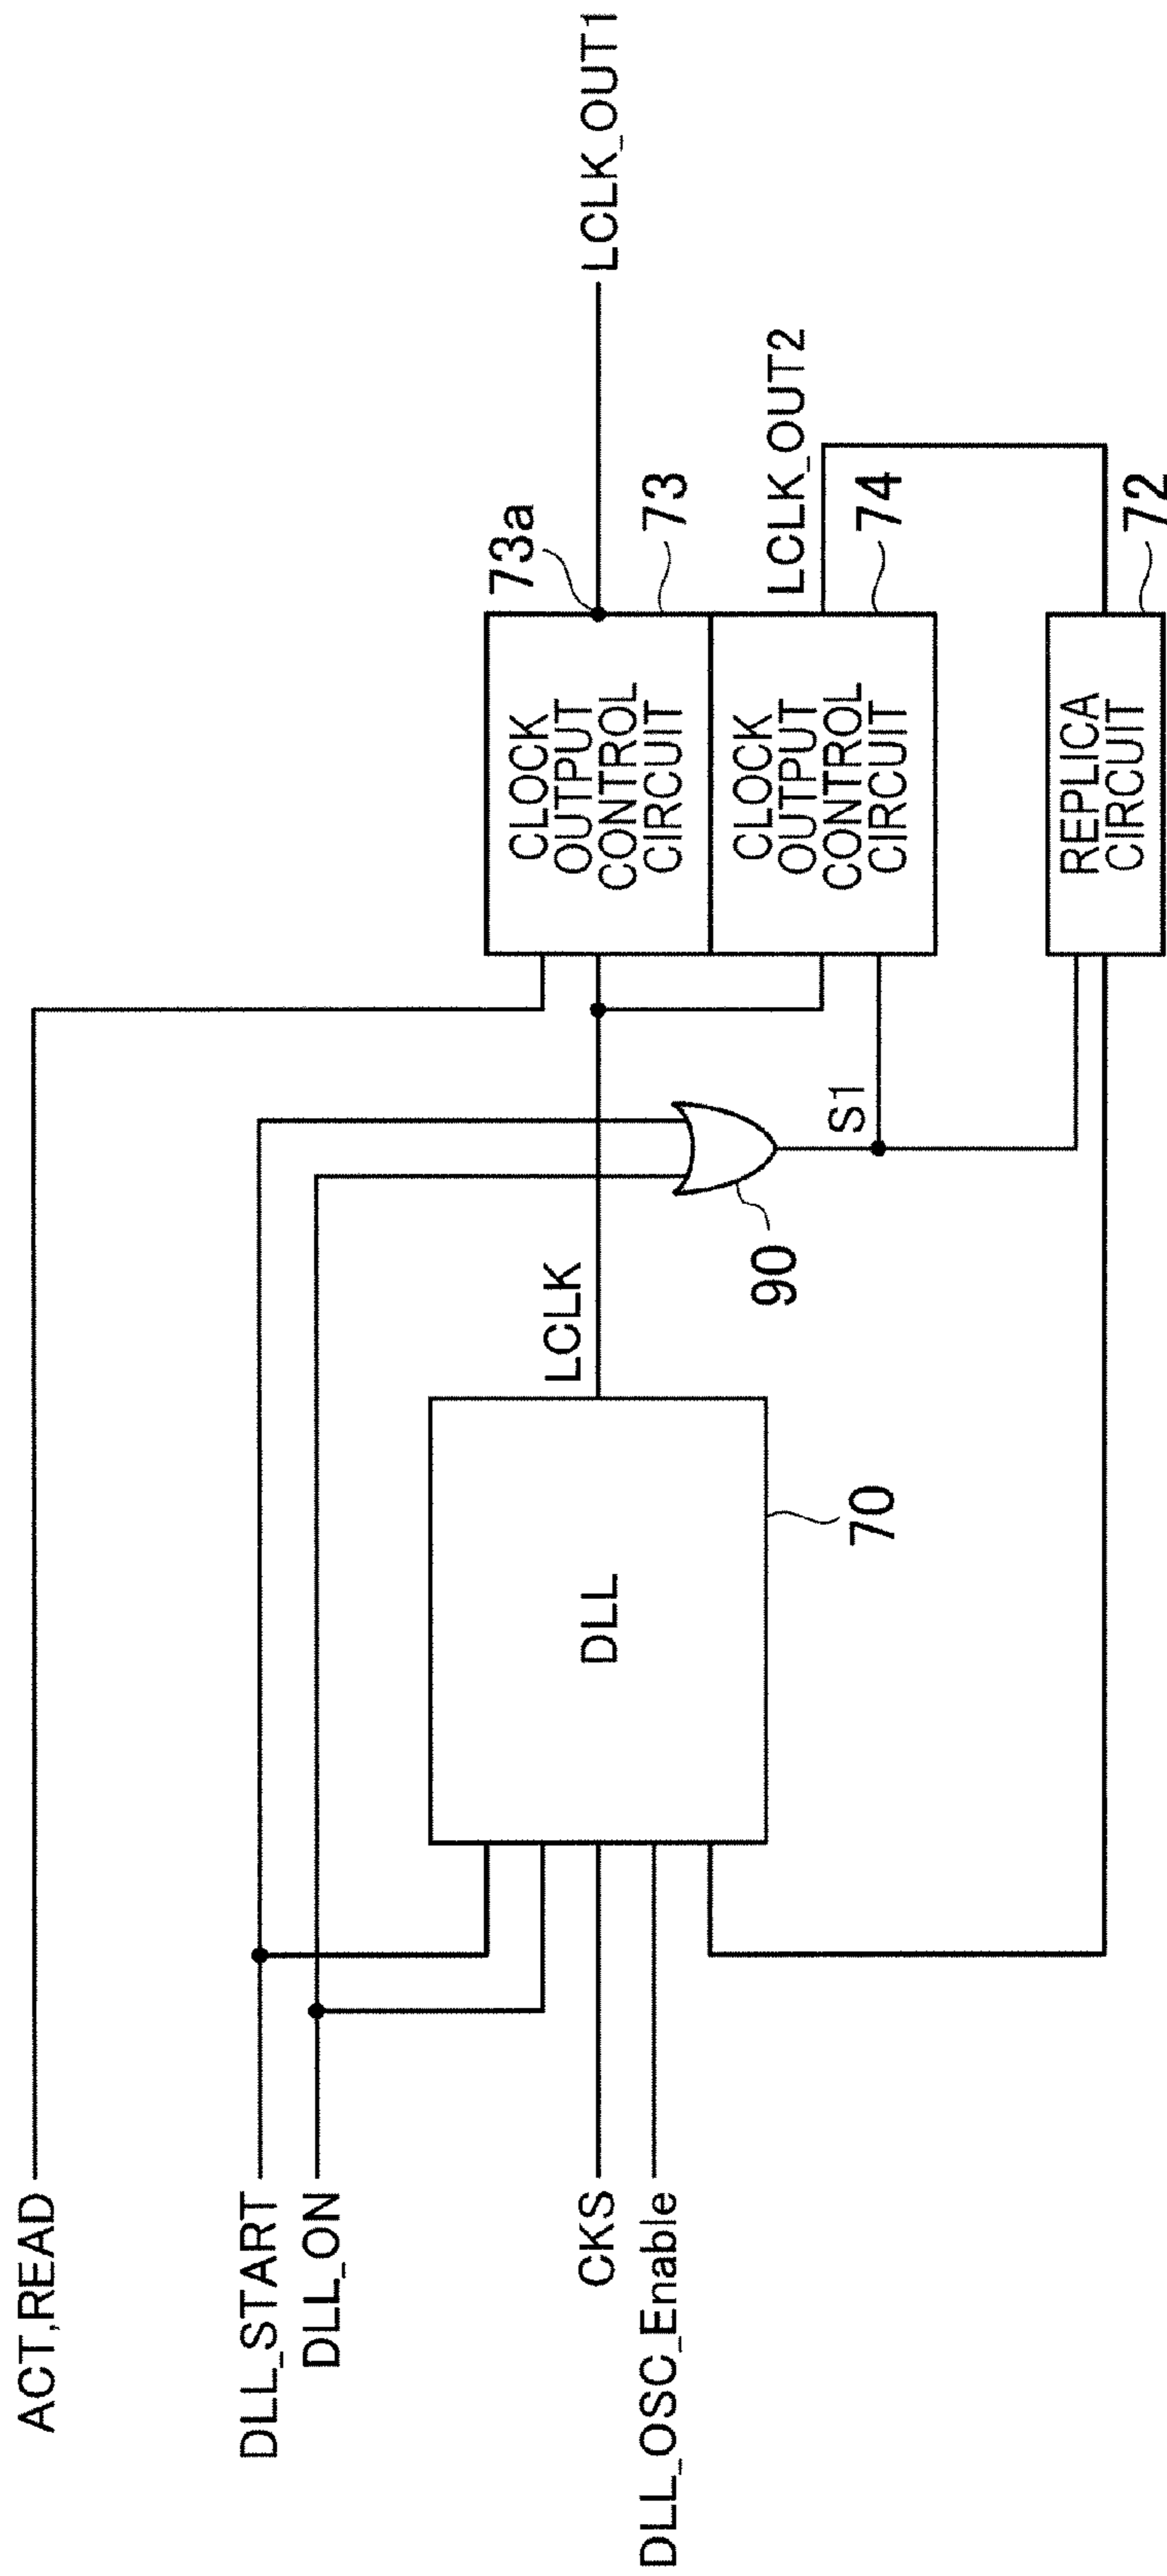 ACT,READ
DLL_START
DLL_ON
CKS
DLL_OSC_Enable
DLL
70
LCLK
90
S1
CLOCK
OUTPUT
CONTROL
CIRCUIT
73a
73
LCLK_OUT1
CLOCK
OUTPUT
CONTROL
CIRCUIT
74
LCLK_OUT2
REPLICA
CIRCUIT
72